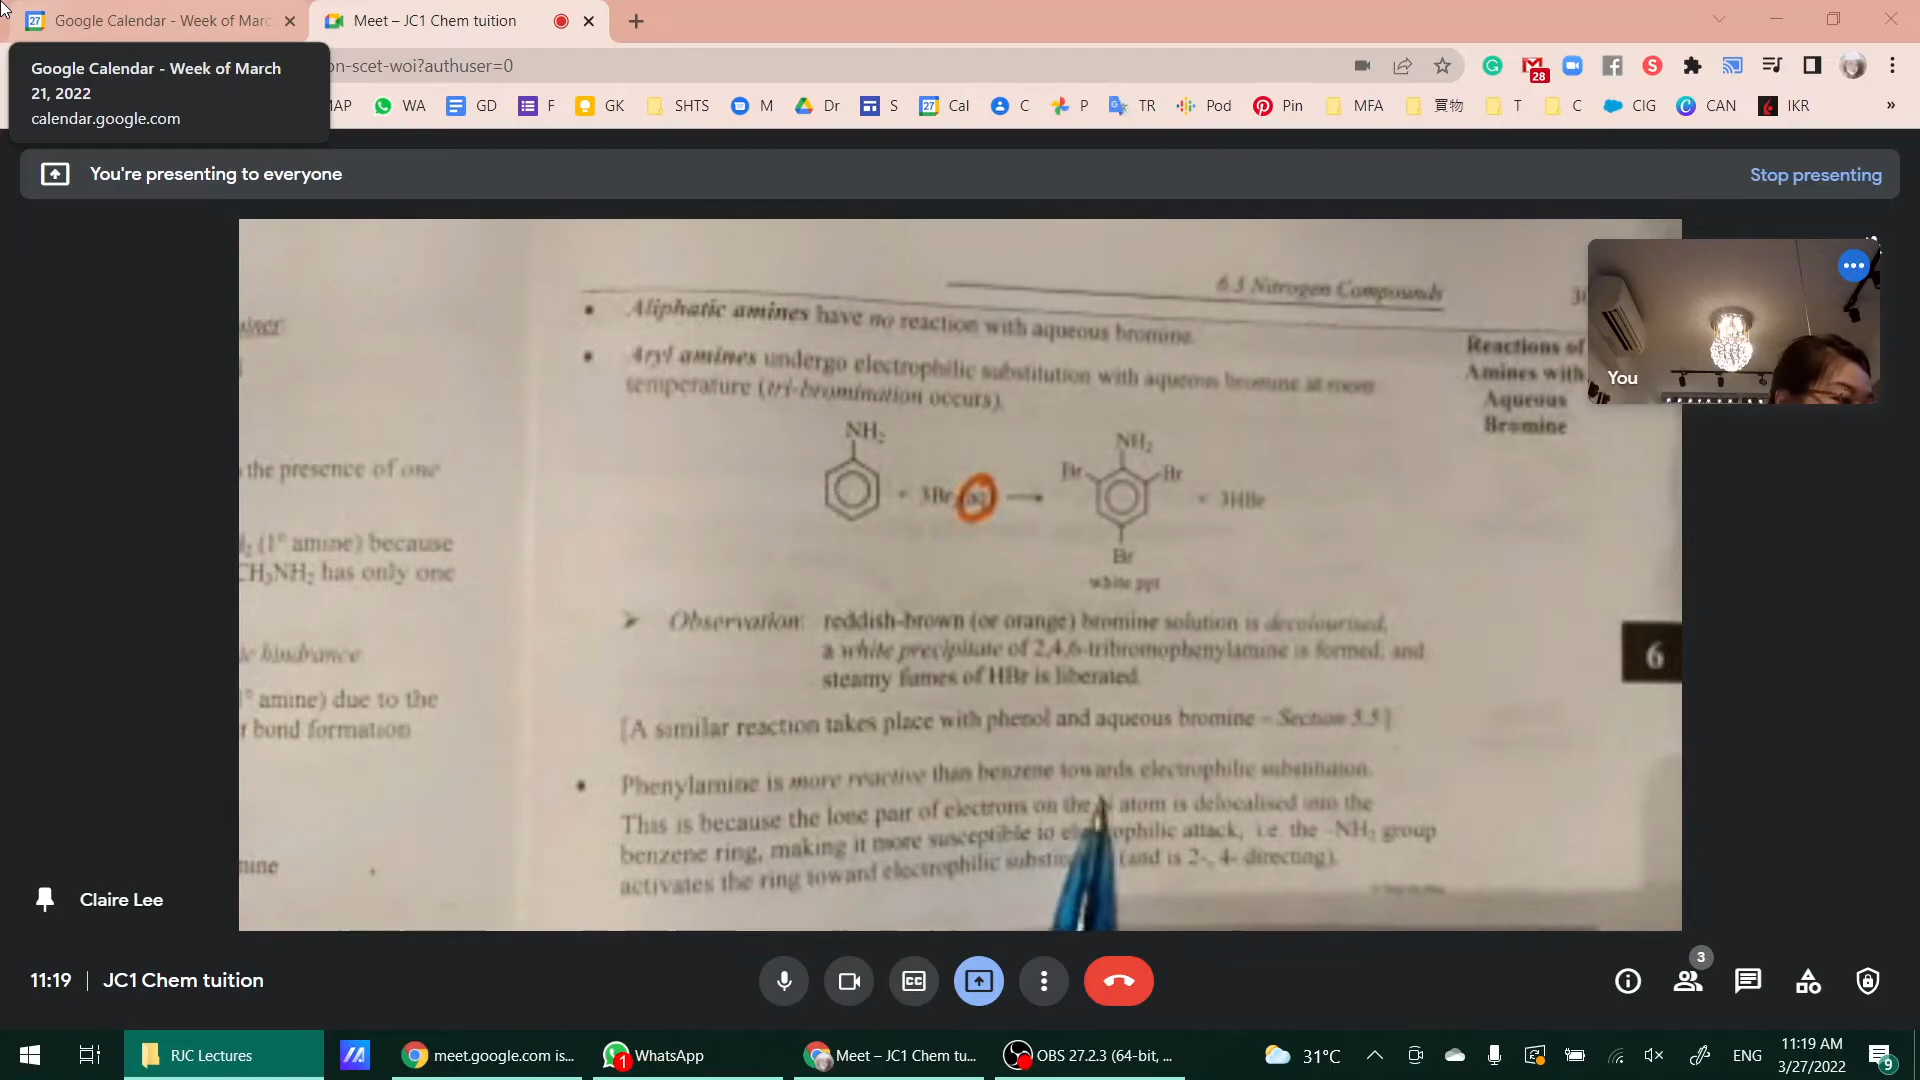 Google Calendar - Week of Marc
Meet – JC1 Chem tuition
Google Calendar - Week of March
21, 2022
calendar.google.com
on-scet-woi?authuser=0
28
MAP
WA
GD
F
GK
SHTS
M
Dr
S
Cal
C
P
TR
Pod
Pin
MFA
買物
T
C
CIG
CAN
IKR
»
You're presenting to everyone
Stop presenting
6.3 Nitrogen Compounds
• Aliphatic amines have no reaction with aqueous bromine.
• Aryl amines undergo electrophilic substitution with aqueous bromine at room
temperature (tri-bromination occurs).
Reactions of
Amines with
Aqueous
Bromine
You
NH₂
+ 3Br (aq)
NH₂
Br
Br
Br
+ 3HBr
white ppt
➢ Observation: reddish-brown (or orange) bromine solution is decolourised,
a white precipitate of 2,4,6-tribromophenylamine is formed, and
steamy fumes of HBr is liberated.
[A similar reaction takes place with phenol and aqueous bromine – Section 5.5]
• Phenylamine is more reactive than benzene towards electrophilic substitution.
This is because the lone pair of electrons on the N atom is delocalised into the
benzene ring, making it more susceptible to electrophilic attack, i.e. the –NH₂ group
activates the ring toward electrophilic (and is 2-, 4- directing).
6
the presence of one
(1° amine) because
CH₃NH₂ has only one
hindrance
amine) due to the
bond formation
Claire Lee
11:19 | JC1 Chem tuition
3
RJC Lectures
meet.google.com is...
WhatsApp
1
Meet – JC1 Chem tu...
OBS 27.2.3 (64-bit, ...
31°C
ENG
11:19 AM
3/27/2022
9